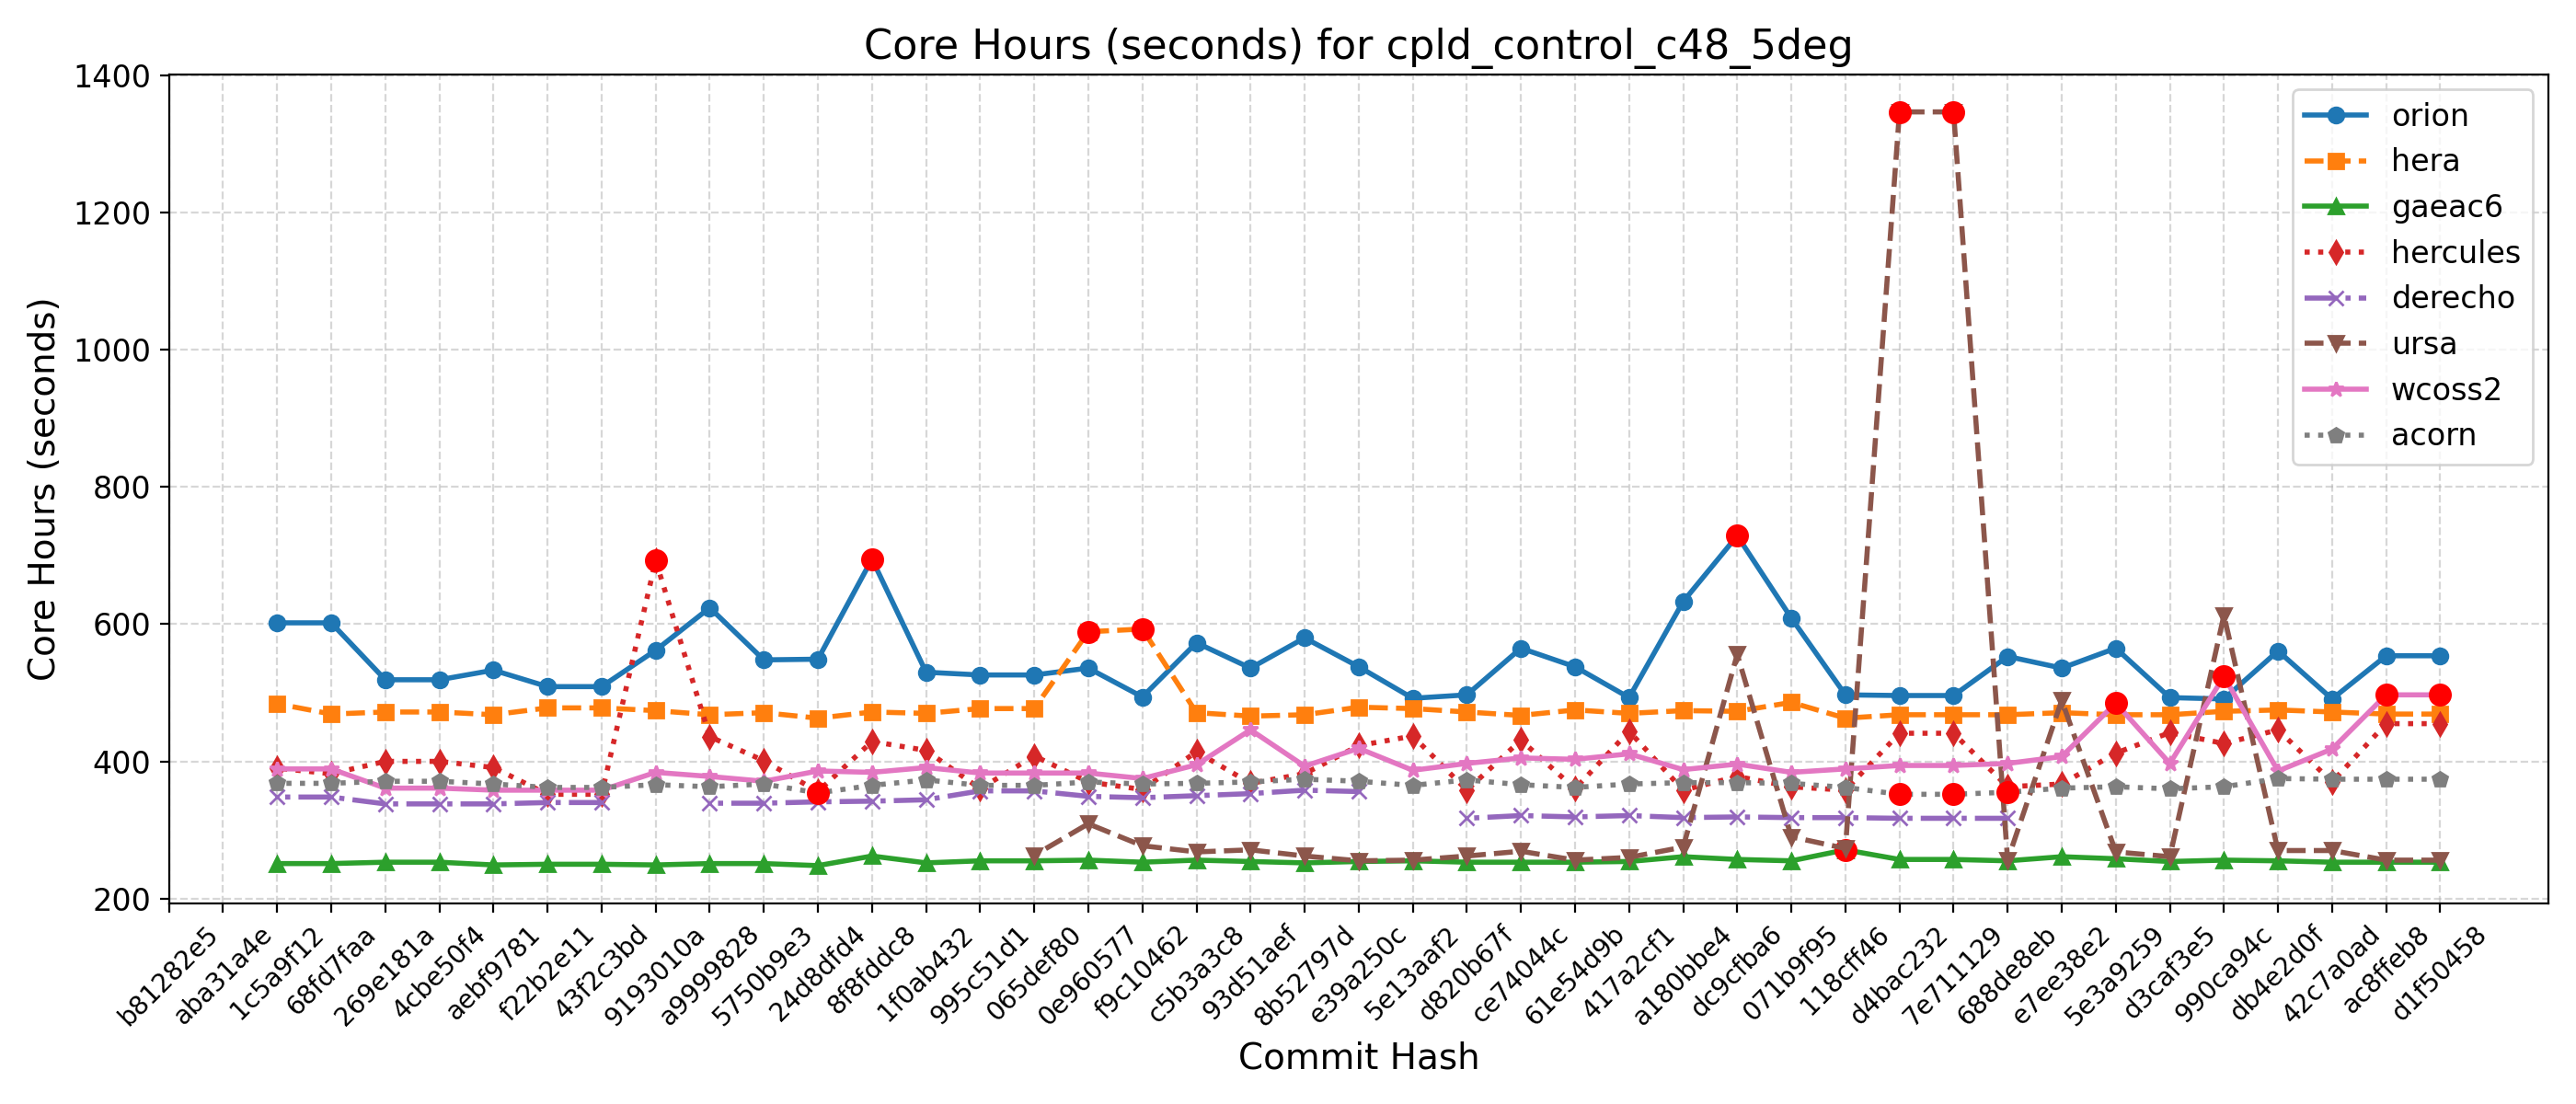 Core Hours (seconds) for cpld_control_c48_5deg
1400
1200
1000
800
600
400
200
Core Hours (seconds)
orion
hera
gaeac6
hercules
derecho
ursa
wcoss2
acorn
b81282e5
aba31a4e
1c5a9f12
68fd7faa
269e181a
4cbe50f4
aebf9781
f22b2e11
43f2c3bd
9193010a
a9999828
5750b9e3
24d8dfd4
8f8fddc8
1f0ab432
995c51d1
065def80
0e960577
f9c10462
c5b3a3c8
93d51aef
8b52797d
e39a250c
5e13aaf2
d820b67f
ce74044c
61e54d9b
417a2cf1
a180bbe4
dc9cfba6
071b9f95
118cff46
d4bac232
7e711129
688de8eb
e7ee38e2
5e3a9259
d3caf3e5
990ca94c
db4e2d0f
42c7a0ad
ac8ffeb8
d1f50458
Commit Hash